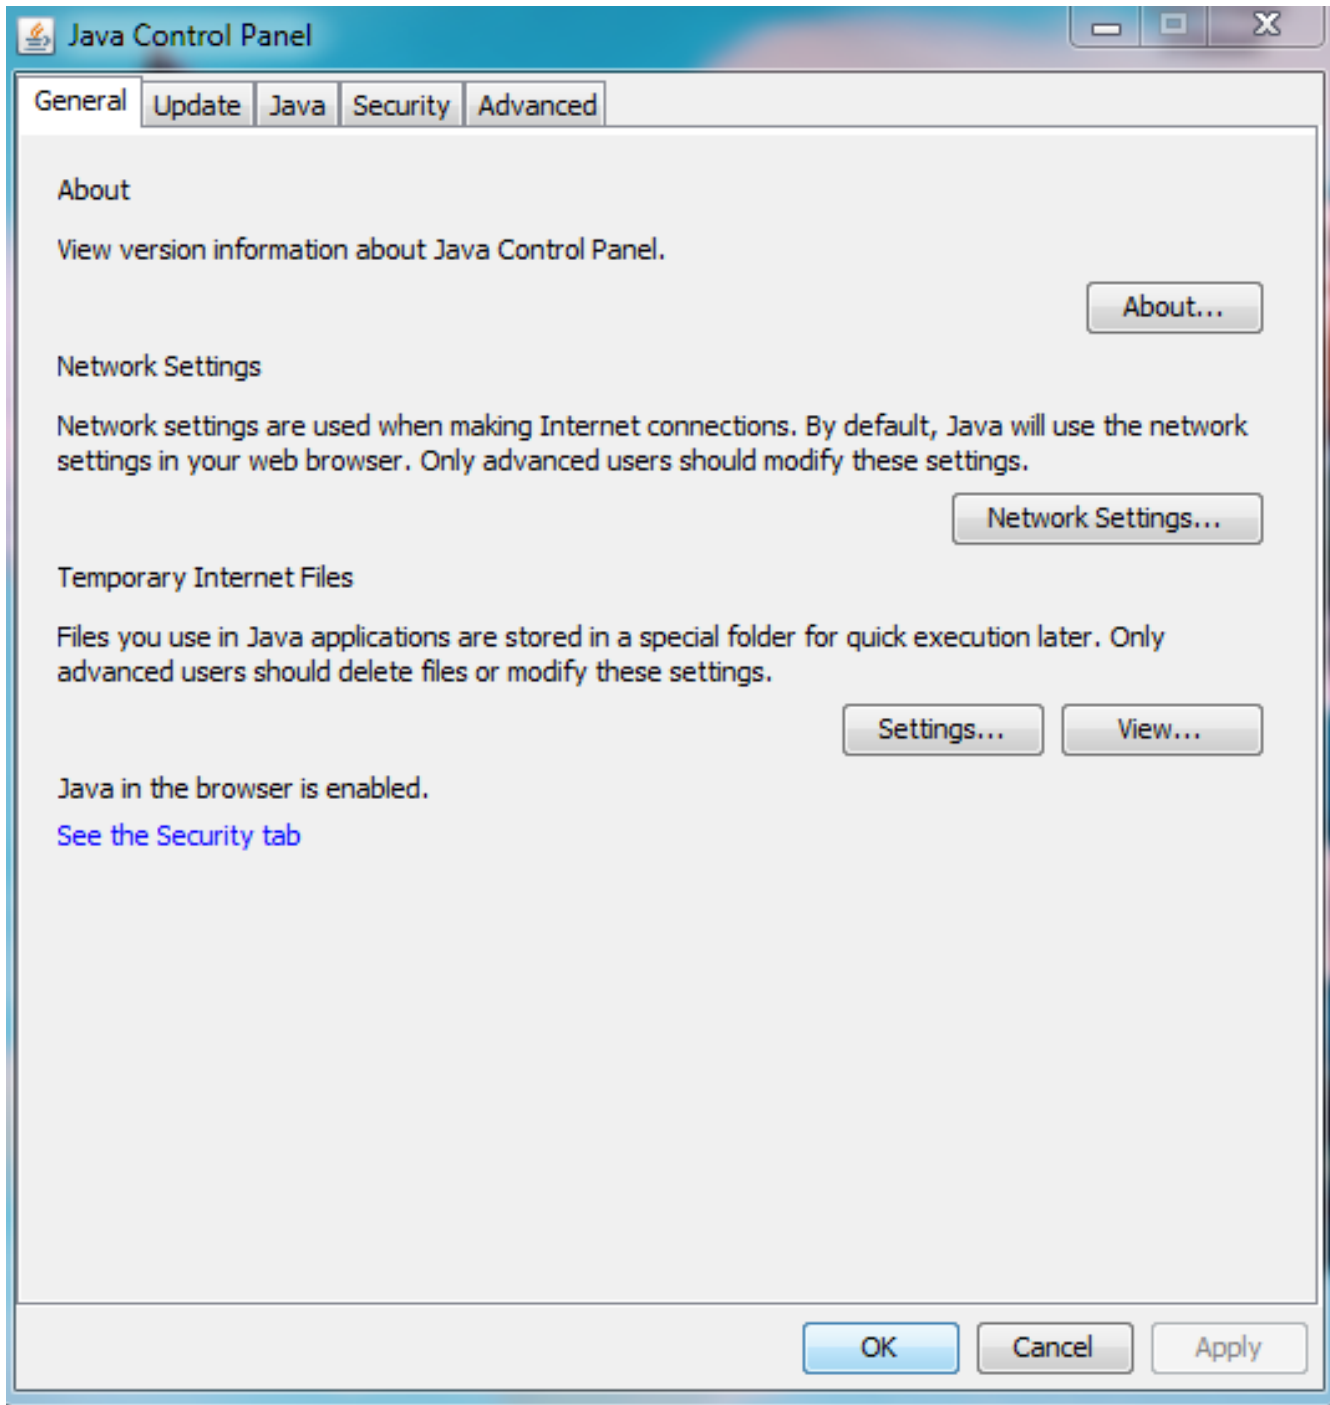 Java Control Panel
General
Update
Java
Security
Advanced
About
View version information about Java Control Panel.
About...
Network Settings
Network settings are used when making Internet connections. By default, Java will use the network
settings in your web browser. Only advanced users should modify these settings.
Network Settings...
Temporary Internet Files
Files you use in Java applications are stored in a special folder for quick execution later. Only
advanced users should delete files or modify these settings.
Settings...
View...
Java in the browser is enabled.
See the Security tab
OK
Cancel
Apply